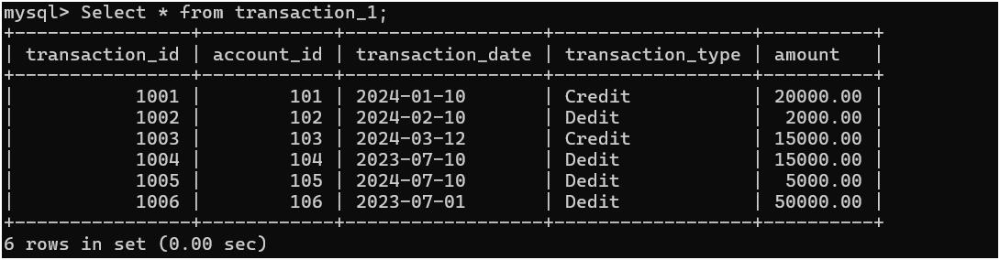 mysql> Select * from transaction_1;
+----------------+------------+------------------+------------------+----------+
| transaction_id | account_id | transaction_date | transaction_type | amount   |
+----------------+------------+------------------+------------------+----------+
|           1001 |        101 | 2024-01-10       | Credit           | 20000.00 |
|           1002 |        102 | 2024-02-10       | Dedit            |  2000.00 |
|           1003 |        103 | 2024-03-12       | Credit           | 15000.00 |
|           1004 |        104 | 2023-07-10       | Dedit            | 15000.00 |
|           1005 |        105 | 2024-07-10       | Dedit            |  5000.00 |
|           1006 |        106 | 2023-07-01       | Dedit            | 50000.00 |
+----------------+------------+------------------+------------------+----------+
6 rows in set (0.00 sec)